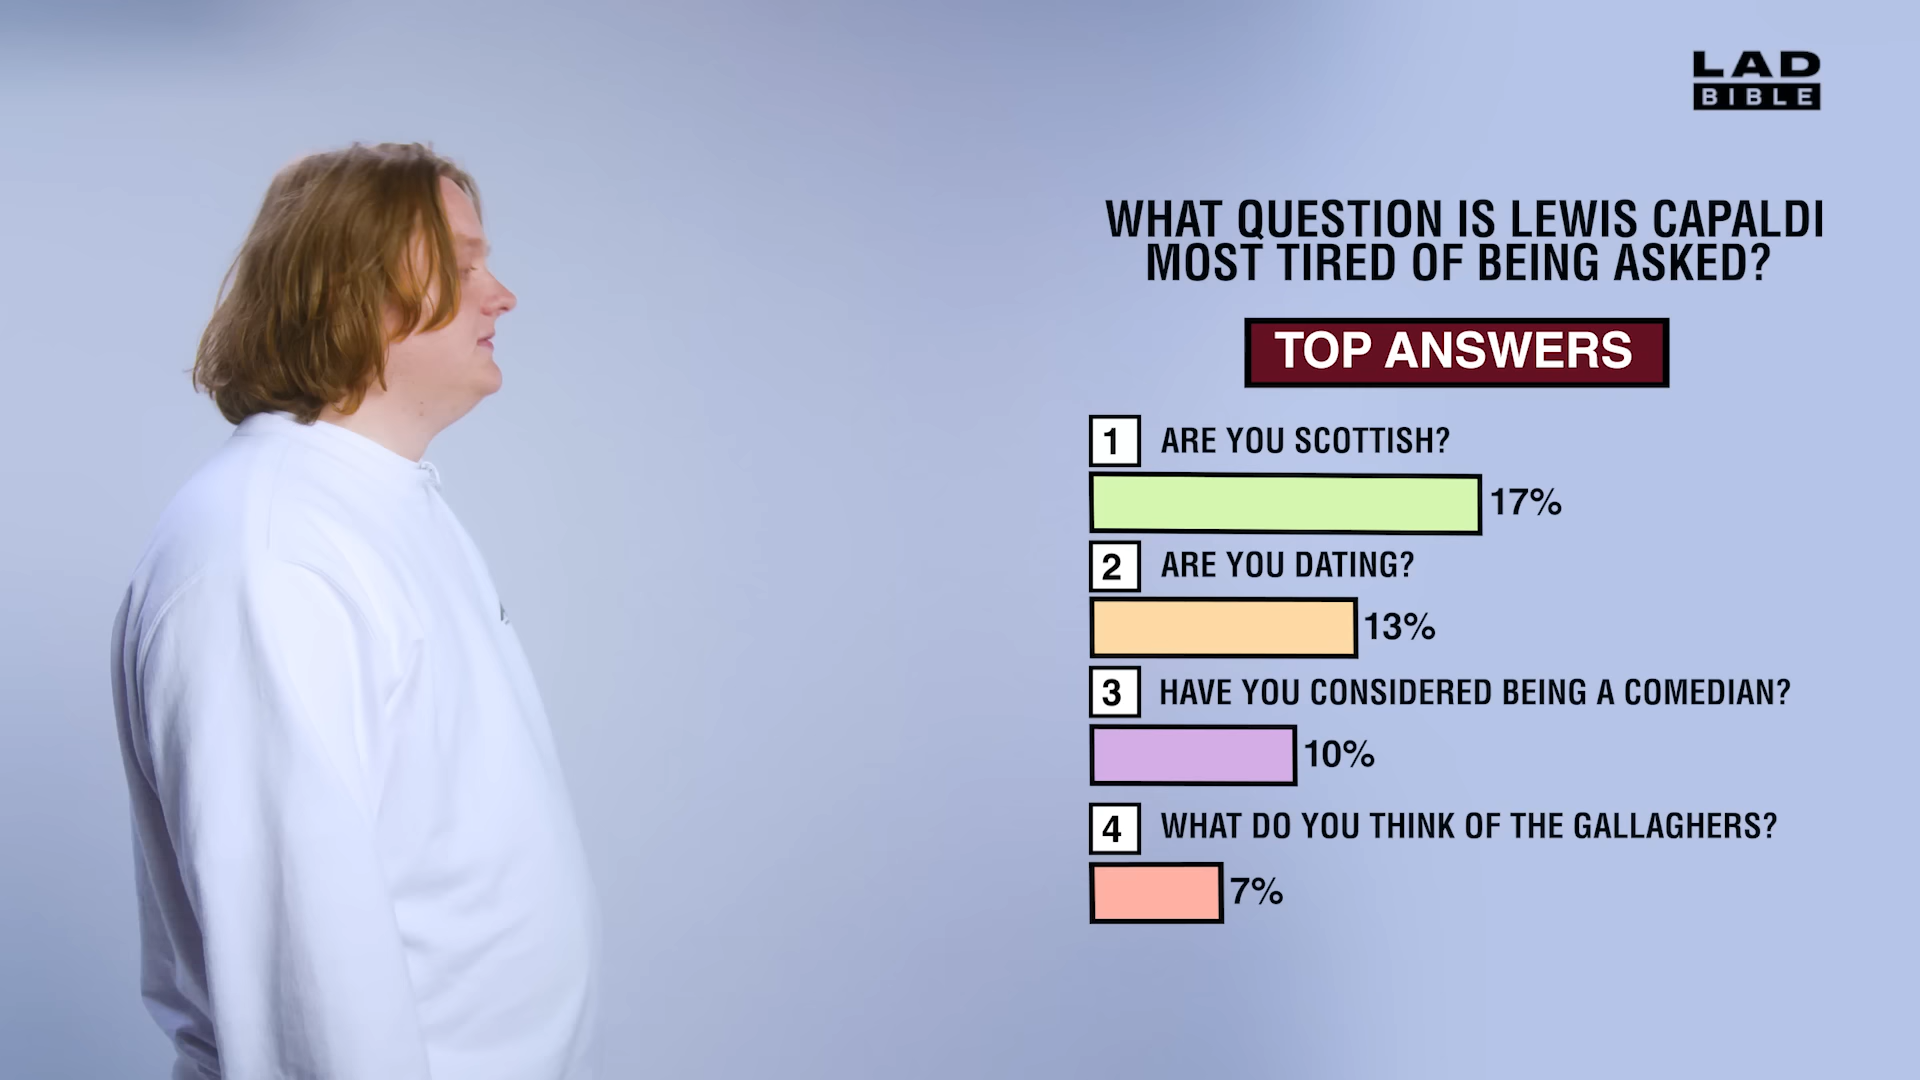 LAD
BIBLE
WHAT QUESTION IS LEWIS CAPALDI
MOST TIRED OF BEING ASKED?
TOP ANSWERS
1 ARE YOU SCOTTISH?
17%
2 ARE YOU DATING?
13%
3 HAVE YOU CONSIDERED BEING A COMEDIAN?
10%
4 WHAT DO YOU THINK OF THE GALLAGHERS?
7%